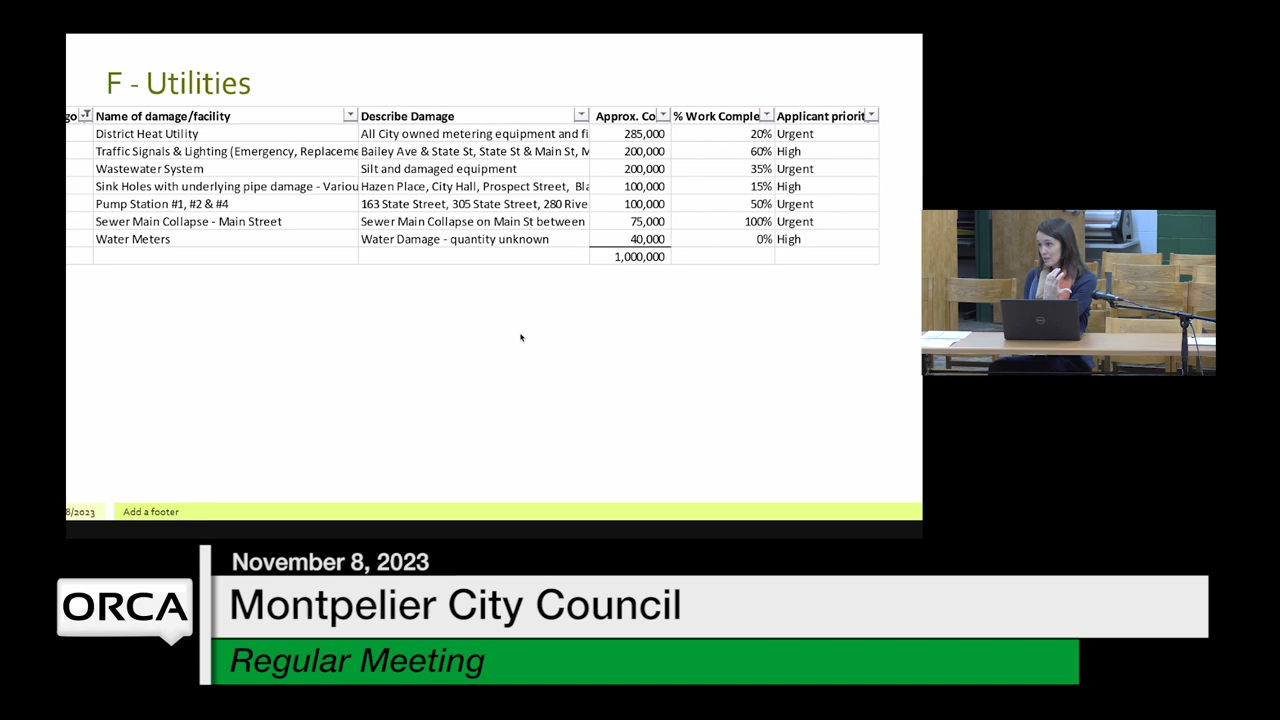 F - Utilities
go Name of damage/facility Describe Damage Approx. Co % Work Comple Applicant priorit
District Heat Utility All City owned metering equipment and fi 285,000 20% Urgent
Traffic Signals & Lighting (Emergency, Replaceme Bailey Ave & State St, State St & Main St, M 200,000 60% High
Wastewater System Silt and damaged equipment 200,000 35% Urgent
Sink Holes with underlying pipe damage - Variou Hazen Place, City Hall, Prospect Street, Bla 100,000 15% High
Pump Station #1, #2 & #4 163 State Street, 305 State Street, 280 Rive 100,000 50% Urgent
Sewer Main Collapse - Main Street Sewer Main Collapse on Main St between 75,000 100% Urgent
Water Meters Water Damage - quantity unknown 40,000 0% High
1,000,000
8/2023 Add a footer
November 8, 2023
ORCA
Montpelier City Council
Regular Meeting